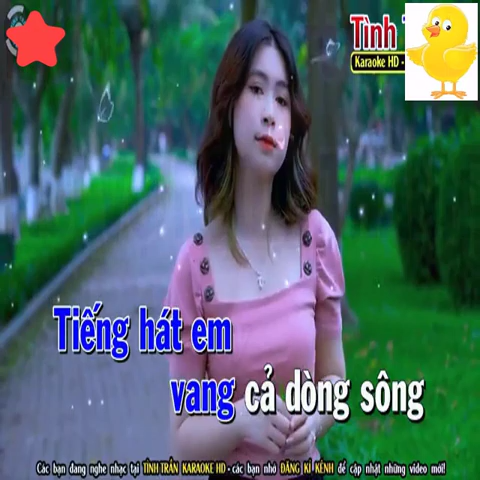 Tình T
Karaoke HD -
Tiếng hát em
vang cả dòng sông
Các bạn đang nghe nhạc tại TÌNH TRẦN KARAOKE HD - các bạn nhớ ĐĂNG KÍ KÊNH để cập nhật những video mới!